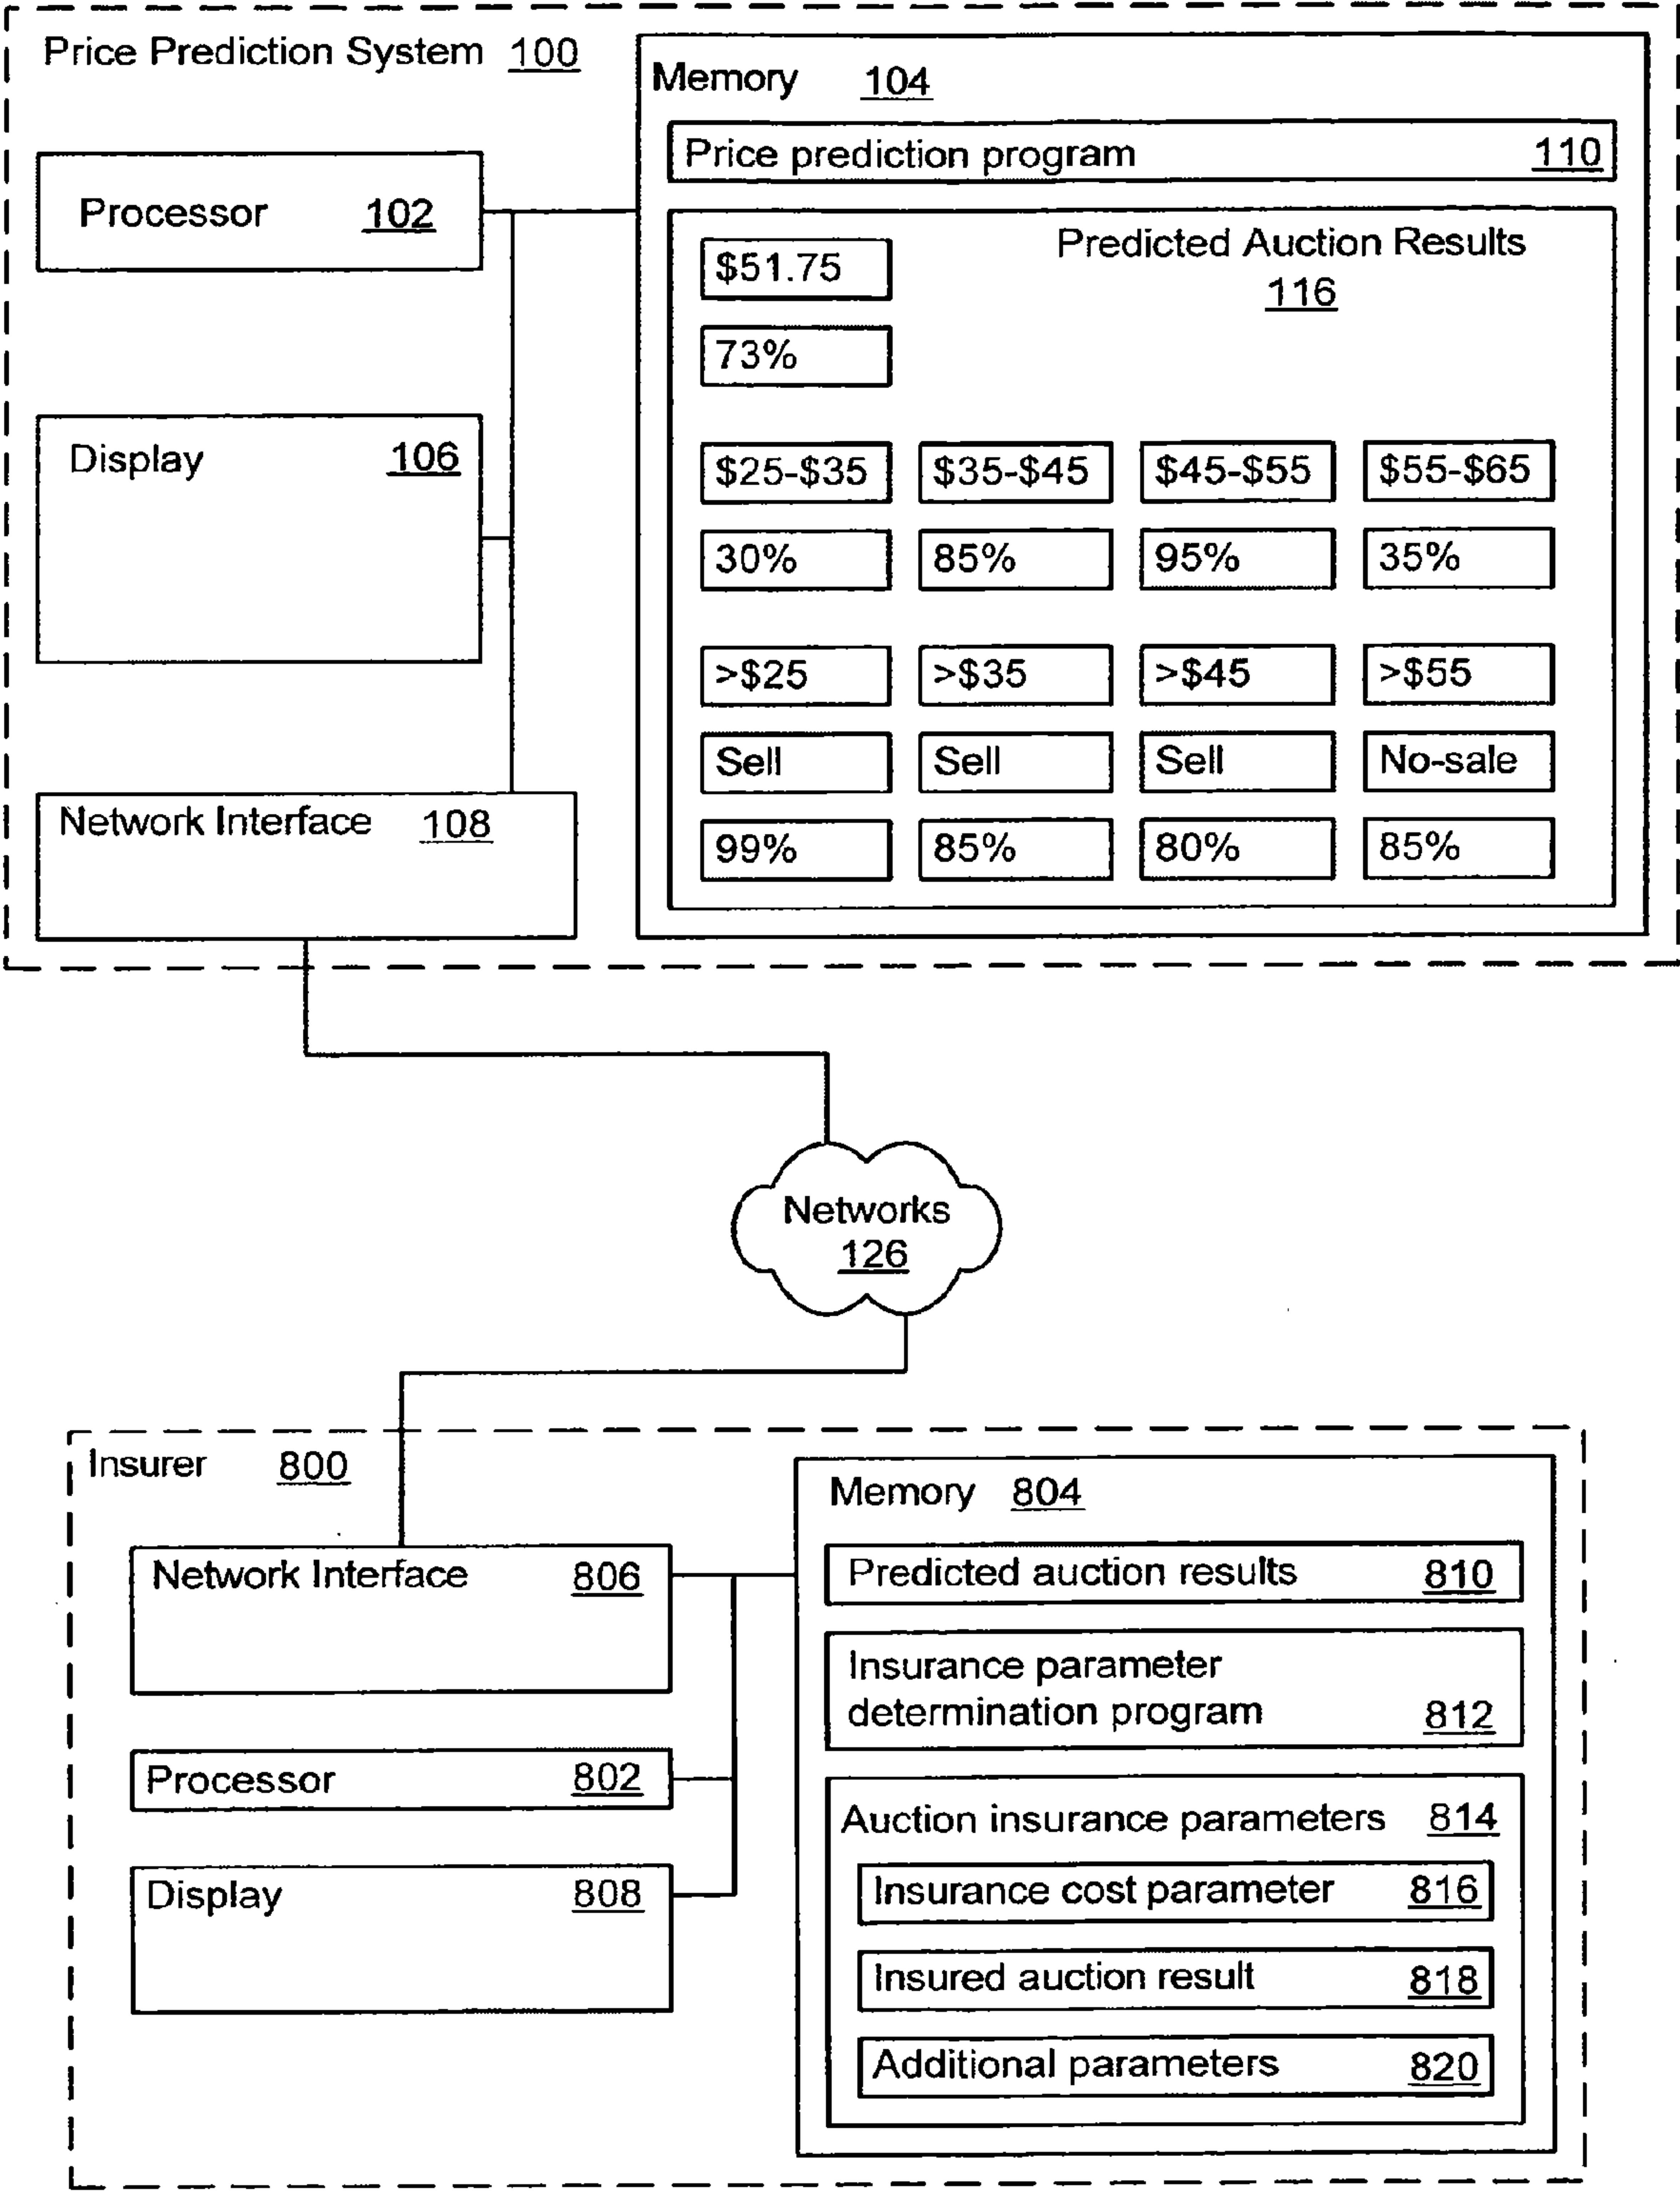 Price Prediction System 100
Memory 104
Price prediction program 110
Processor 102
Predicted Auction Results
116
$51.75
73%
Display 106
$25-$35 $35-$45 $45-$55 $55-$65
30% 85% 95% 35%
>$25 >$35 >$45 >$55
Sell Sell Sell No-sale
Network Interface 108
99% 85% 80% 85%
Networks
126
Insurer 800
Memory 804
Network Interface 806
Predicted auction results 810
Insurance parameter
determination program 812
Processor 802
Auction insurance parameters 814
Display 808
Insurance cost parameter 816
Insured auction result 818
Additional parameters 820